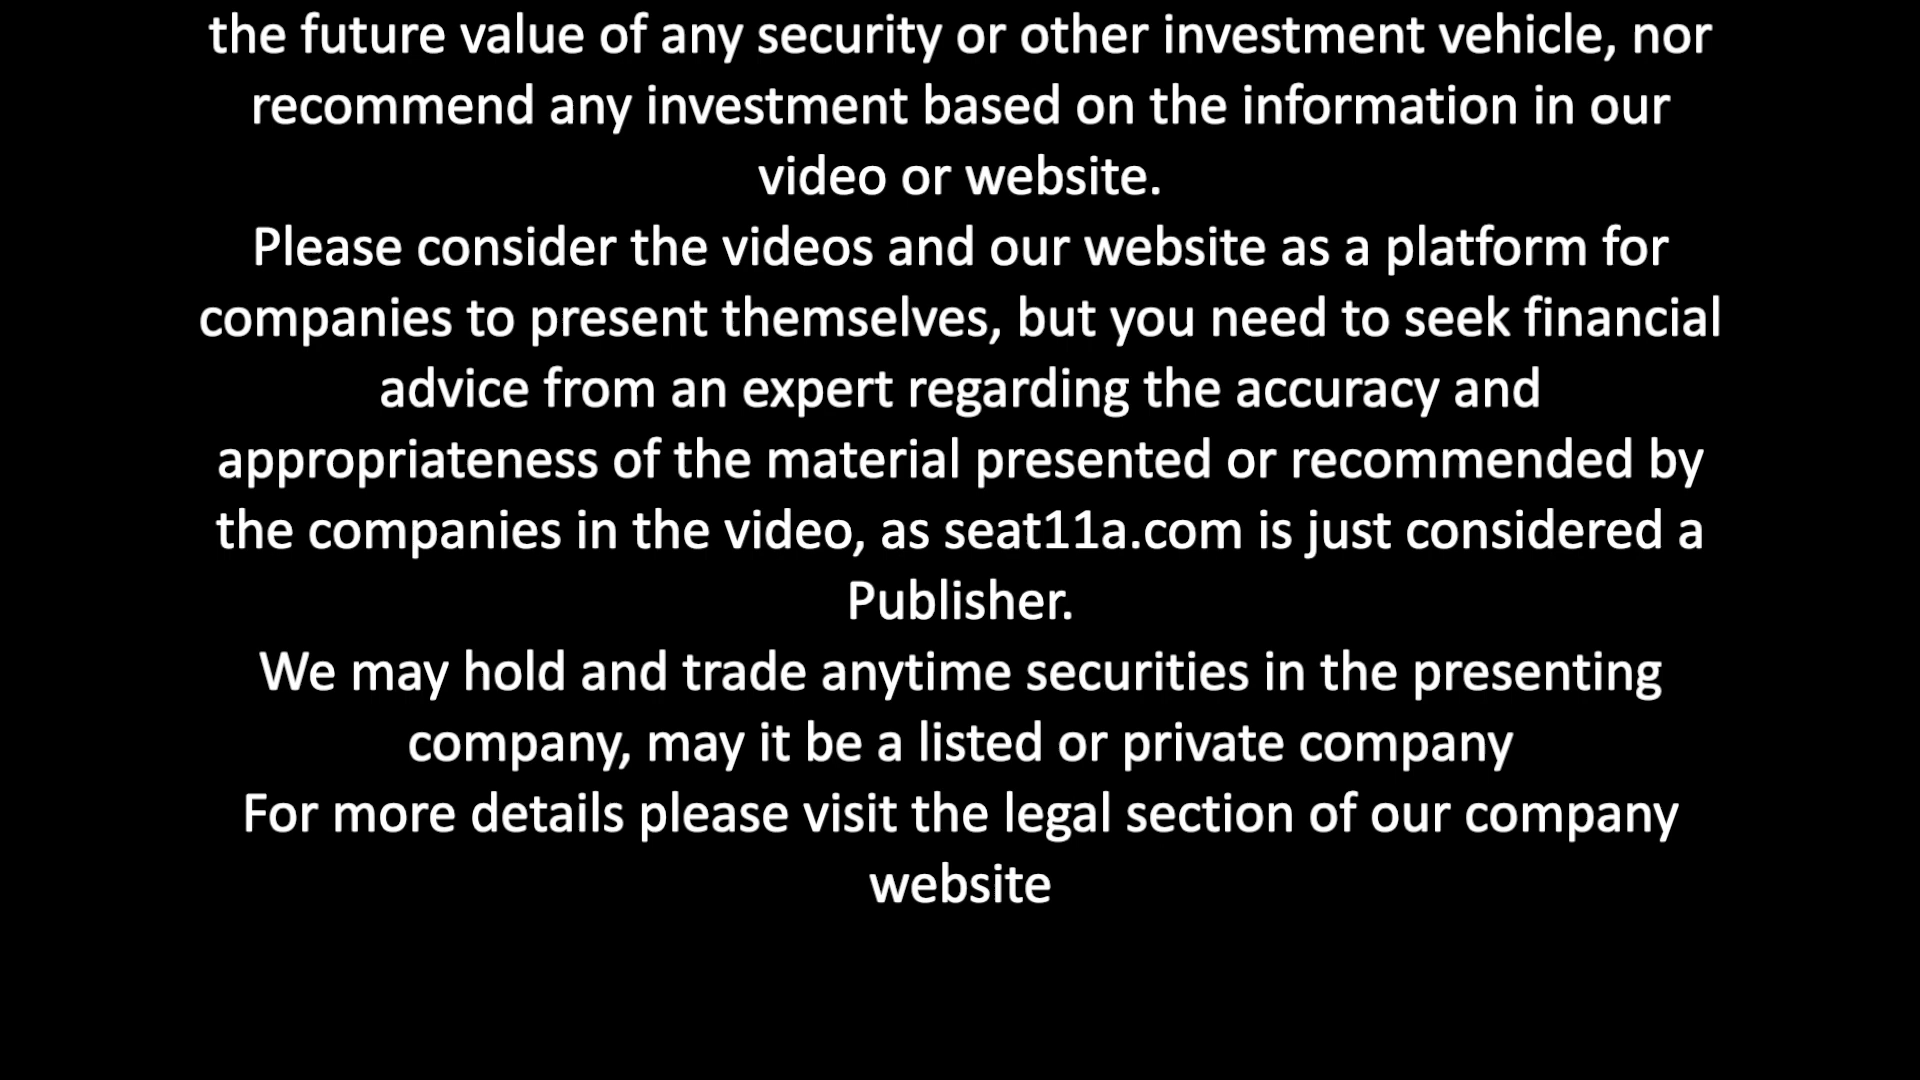 the future value of any security or other investment vehicle, nor
recommend any investment based on the information in our
video or website.
Please consider the videos and our website as a platform for
companies to present themselves, but you need to seek financial
advice from an expert regarding the accuracy and
appropriateness of the material presented or recommended by
the companies in the video, as seat11a.com is just considered a
Publisher.
We may hold and trade anytime securities in the presenting
company, may it be a listed or private company
For more details please visit the legal section of our company
website